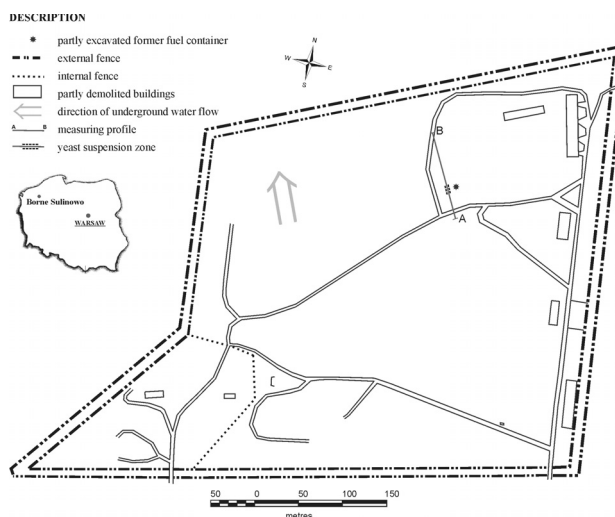 DESCRIPTION
partly excavated former fuel container
external fence
internal fence
partly demolished buildings
direction of underground water flow
A B measuring profile
yeast suspension zone
N
W E
S
Borne Sulinowo
WARSAW
B
A
50 0 50 100 150
metres